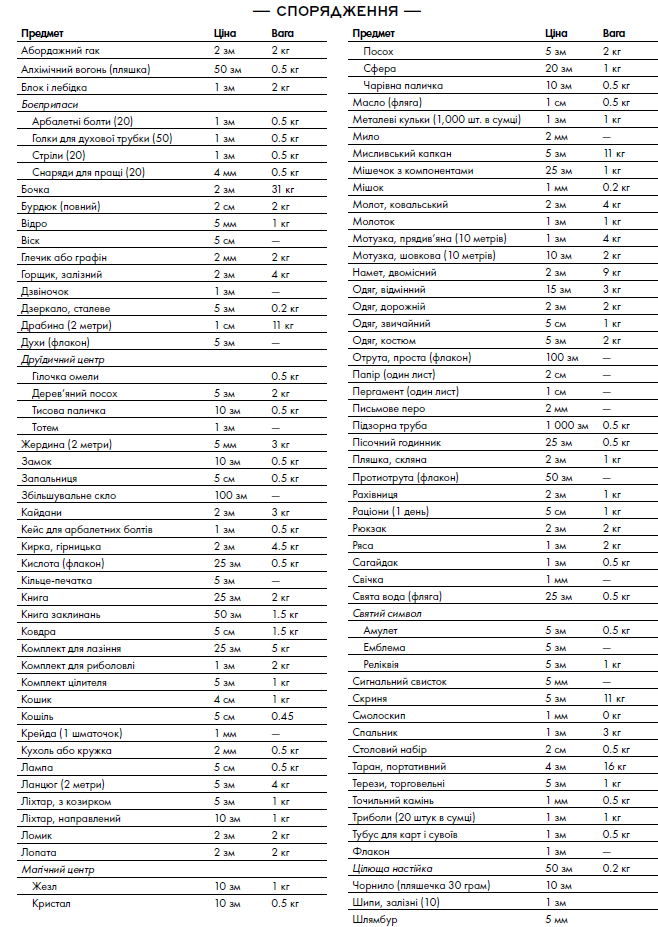 — СПОРЯДЖЕННЯ —
Предмет Ціна Вага
Абордажний гак 2 зм 2 кг
Алхімічний вогонь (пляшка) 50 зм 0.5 кг
Блок і лебідка 1 зм 2 кг
Боєприпаси
Арбалетні болти (20) 1 зм 0.5 кг
Голки для духової трубки (50) 1 зм 0.5 кг
Стріли (20) 1 зм 0.5 кг
Снаряди для пращі (20) 4 мм 0.5 кг
Бочка 2 зм 31 кг
Бурдюк (повний) 2 см 2 кг
Відро 5 мм 1 кг
Віск 5 см —
Глечик або графін 2 мм 2 кг
Горщик, залізний 2 зм 4 кг
Дзвіночок 1 зм —
Дзеркало, сталеве 5 зм 0.2 кг
Драбина (2 метри) 1 см 11 кг
Духи (флакон) 5 зм —
Друїдичний центр
Гілочка омели 0.5 кг
Дерев’яний посох 5 зм 2 кг
Тисова паличка 10 зм 0.5 кг
Тотем 1 зм —
Жердина (2 метри) 5 мм 3 кг
Замок 10 зм 0.5 кг
Запальниця 5 см 0.5 кг
Збільшувальне скло 100 зм —
Кайдани 2 зм 3 кг
Кейс для арбалетних болтів 1 зм 0.5 кг
Кирка, гірницька 2 зм 4.5 кг
Кислота (флакон) 25 зм 0.5 кг
Кільце-печатка 5 зм —
Книга 25 зм 2 кг
Книга заклинань 50 зм 1.5 кг
Ковдра 5 см 1.5 кг
Комплект для лазіння 25 зм 5 кг
Комплект для риболовлі 1 зм 2 кг
Комплект цілителя 5 зм 1 кг
Кошик 4 см 1 кг
Кошіль 5 см 0.45
Крейда (1 шматочок) 1 мм —
Кухоль або кружка 2 мм 0.5 кг
Лампа 5 см 0.5 кг
Ланцюг (2 метри) 5 зм 4 кг
Ліхтар, з козирком 5 зм 1 кг
Ліхтар, направлений 10 зм 1 кг
Ломик 2 зм 2 кг
Лопата 2 зм 2 кг
Магічний центр
Жезл 10 зм 1 кг
Кристал 10 зм 0.5 кг
Предмет Ціна Вага
Посох 5 зм 2 кг
Сфера 20 зм 1 кг
Чарівна паличка 10 зм 0.5 кг
Масло (фляга) 1 см 0.5 кг
Металеві кульки (1,000 шт. в сумці) 1 зм 1 кг
Мило 2 мм —
Мисливський капкан 5 зм 11 кг
Мішечок з компонентами 25 зм 1 кг
Мішок 1 мм 0.2 кг
Молот, ковальський 2 зм 4 кг
Молоток 1 зм 1 кг
Мотузка, прядив’яна (10 метрів) 1 зм 4 кг
Мотузка, шовкова (10 метрів) 10 зм 2 кг
Намет, двомісний 2 зм 9 кг
Одяг, відмінний 15 зм 3 кг
Одяг, дорожній 2 зм 2 кг
Одяг, звичайний 5 см 1 кг
Одяг, костюм 5 зм 2 кг
Отрута, проста (флакон) 100 зм —
Папір (один лист) 2 см —
Пергамент (один лист) 1 см —
Письмове перо 2 мм —
Підзорна труба 1 000 зм 0.5 кг
Пісочний годинник 25 зм 0.5 кг
Пляшка, скляна 2 зм 1 кг
Протиотрута (флакон) 50 зм —
Рахівниця 2 зм 1 кг
Раціони (1 день) 5 см 1 кг
Рюкзак 2 зм 2 кг
Ряса 1 зм 2 кг
Сагайдак 1 зм 0.5 кг
Свічка 1 мм —
Свята вода (фляга) 25 зм 0.5 кг
Святий символ
Амулет 5 зм 0.5 кг
Емблема 5 зм —
Реліквія 5 зм 1 кг
Сигнальний свисток 5 мм —
Скриня 5 зм 11 кг
Смолоскип 1 мм 0 кг
Спальник 1 зм 3 кг
Столовий набір 2 см 0.5 кг
Таран, портативний 4 зм 16 кг
Терези, торговельні 5 зм 1 кг
Точильний камінь 1 мм 0.5 кг
Триболи (20 штук в сумці) 1 зм 1 кг
Тубус для карт і сувоїв 1 зм 0.5 кг
Флакон 1 зм —
Цілюща настійка 50 зм 0.2 кг
Чорнило (пляшечка 30 грам) 10 зм
Шипи, залізні (10) 1 зм
Шлямбур 5 мм